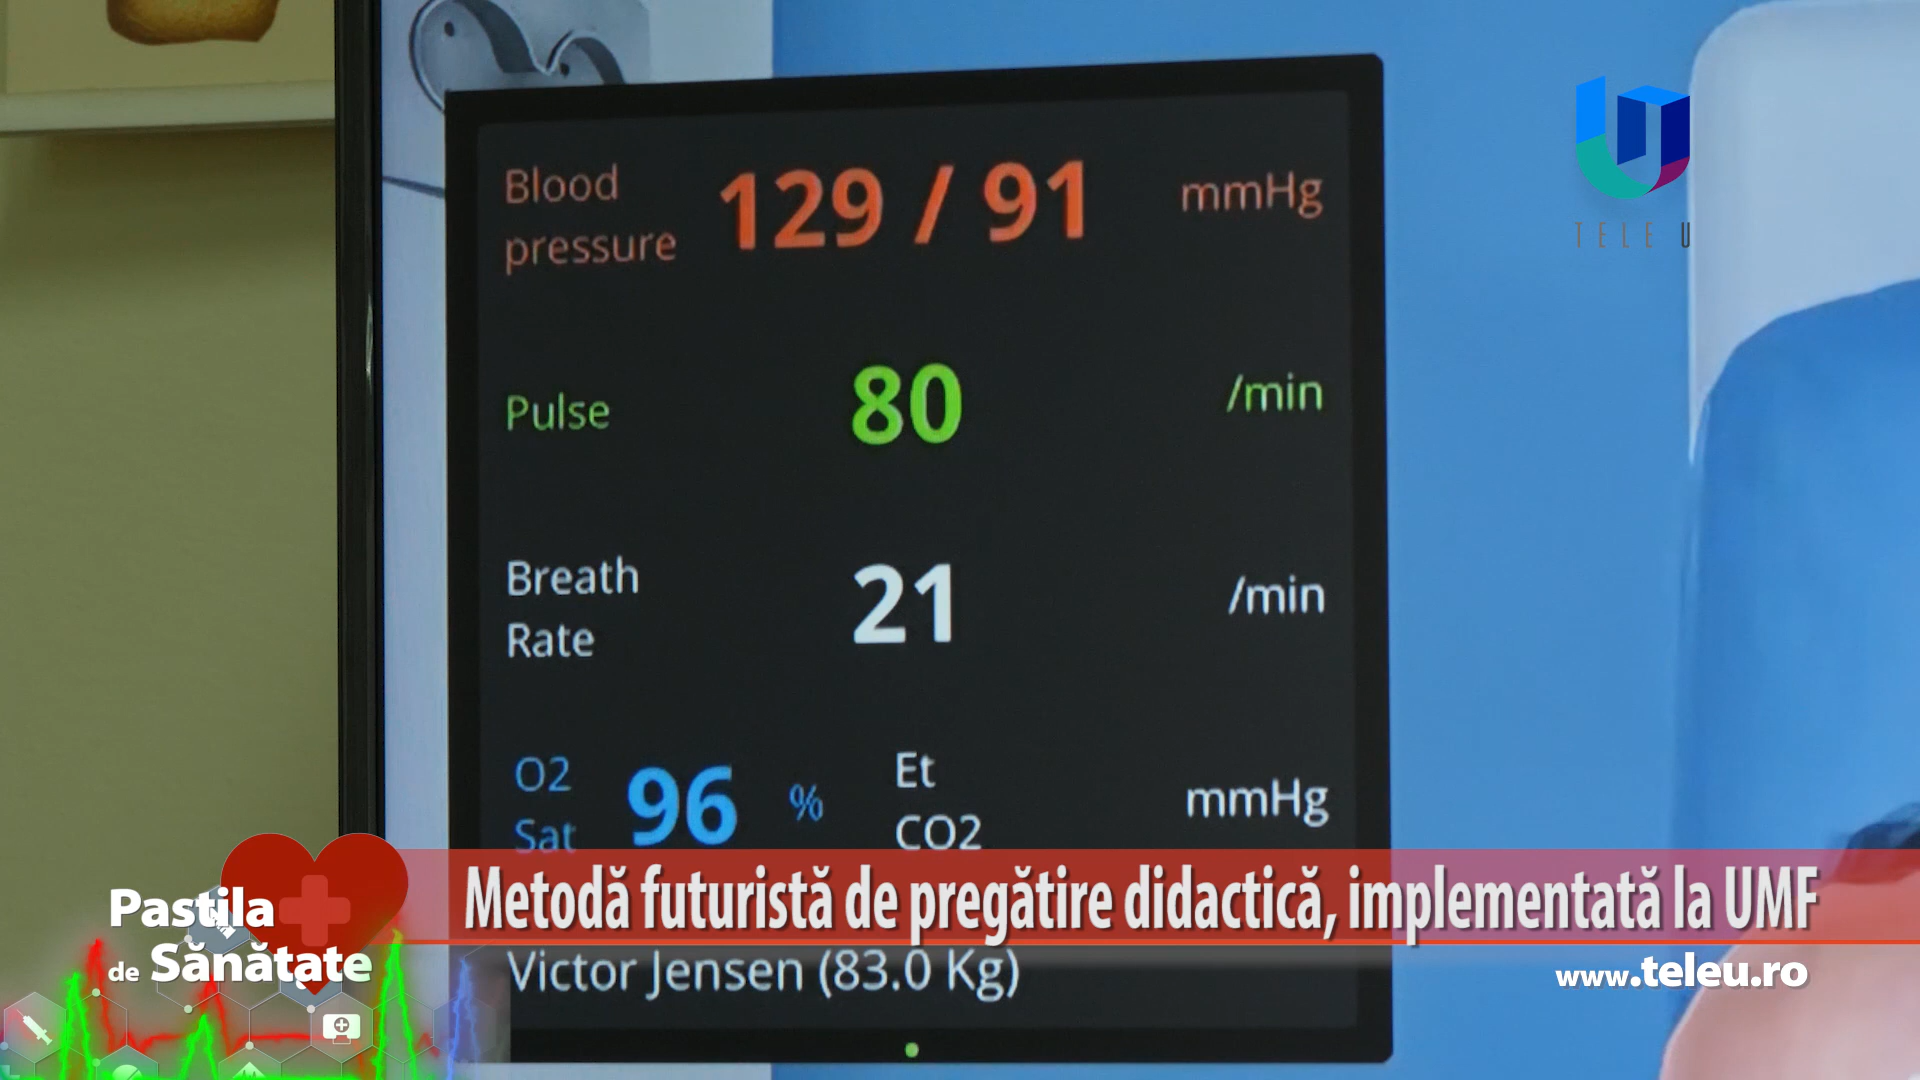 Blood
pressure
129 / 91
mmHg
TELE U
Pulse
80
/min
Breath
Rate
21
/min
O2
Sat
96
%
Et
CO2
mmHg
Pastila
de Sănătate
Metodă futuristă de pregătire didactică, implementată la UMF
Victor Jensen (83.0 Kg)
www.teleu.ro